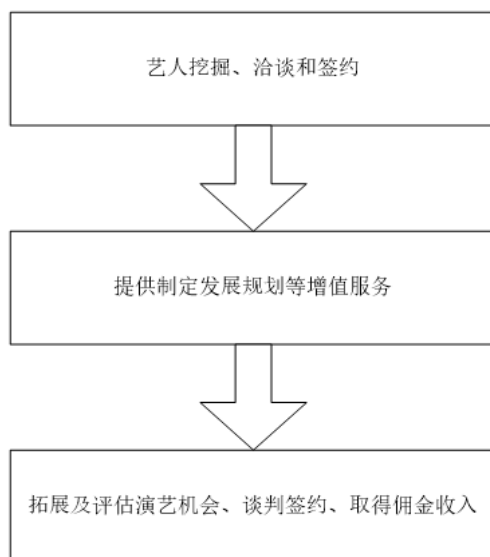 艺人挖掘、洽谈和签约
提供制定发展规划等增值服务
拓展及评估演艺机会、谈判签约、取得佣金收入